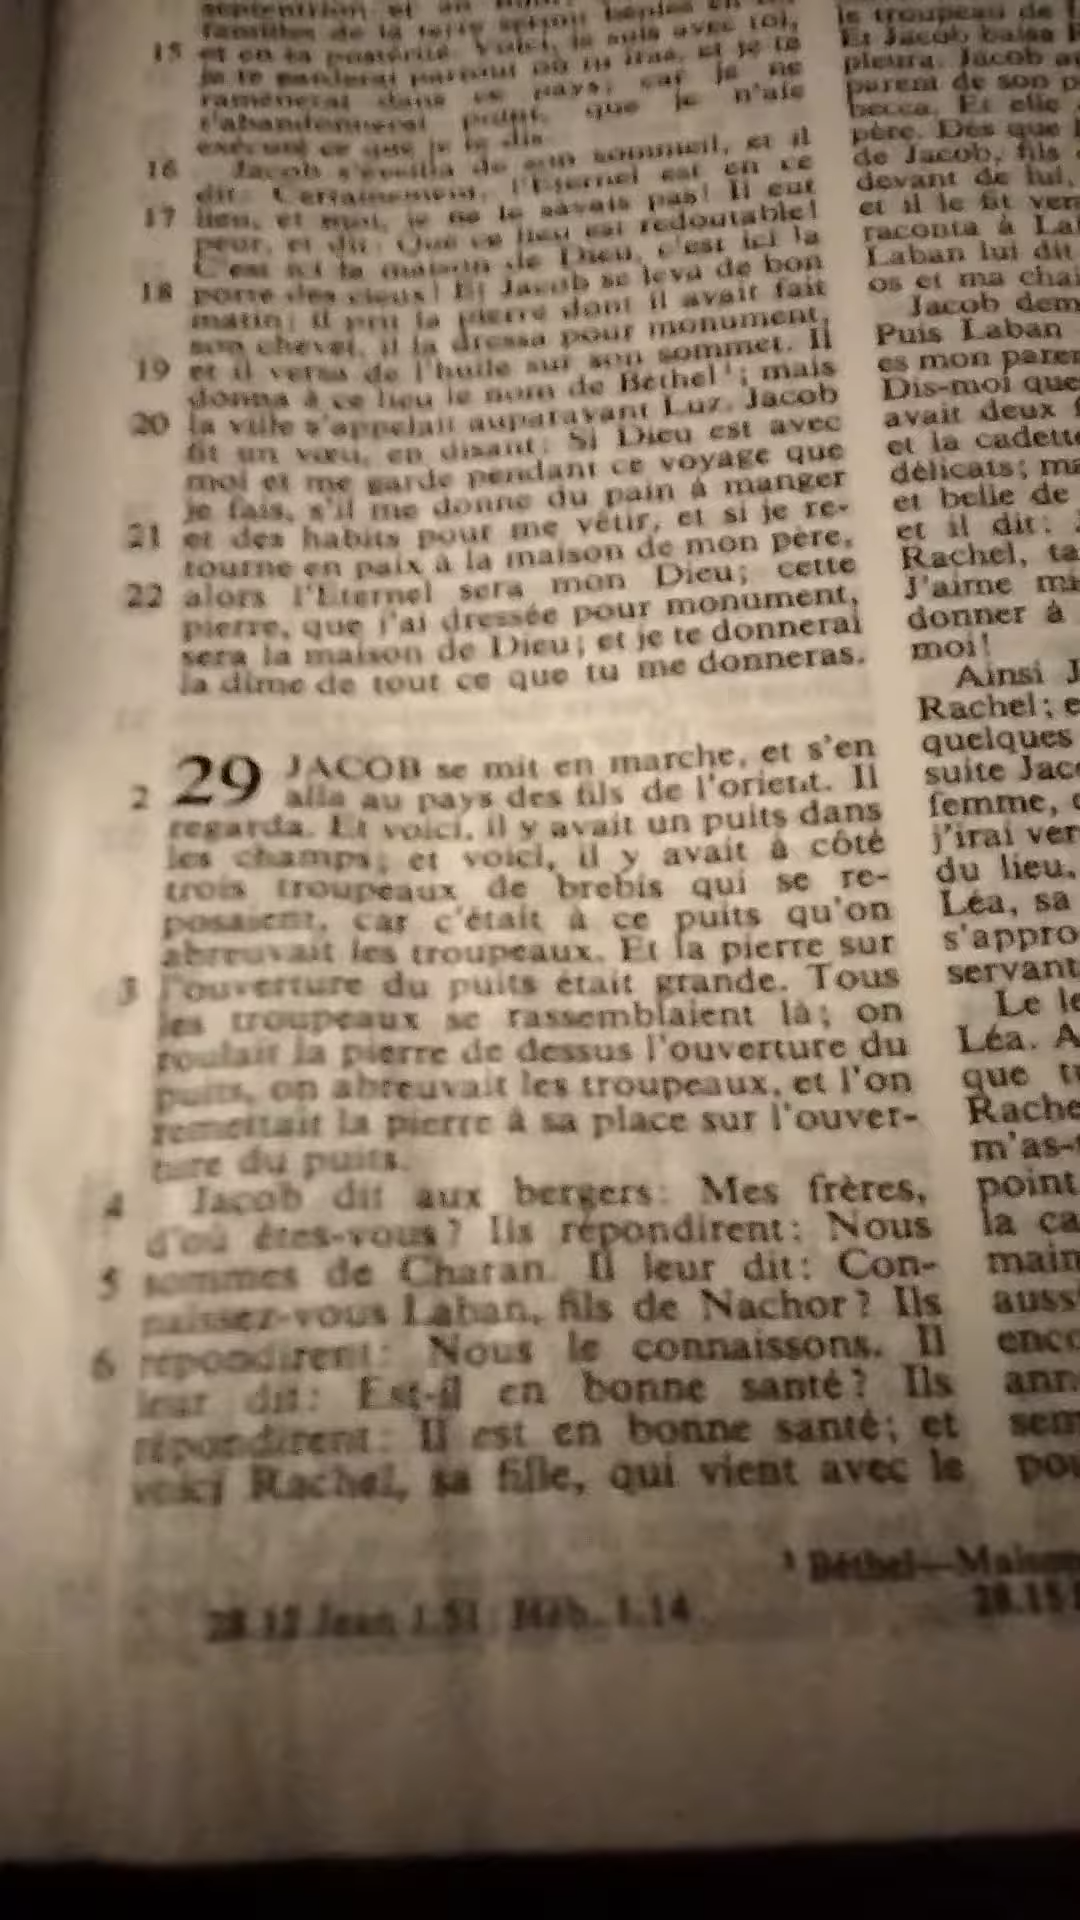 15 et en ta postérité. Voici, je suis avec toi,
je te garderai partout où tu iras, et je te
ramènerai dans ce pays; car je ne
t'abandonnerai point, que je n'aie
exécuté ce que je te dis.
16 Jacob s'éveilla de son sommeil, et il
dit: Certainement, l'Eternel est en ce
17 lieu, et moi, je ne le savais pas! Il eut
peur, et dit: Que ce lieu est redoutable!
C'est ici la maison de Dieu, c'est ici la
18 porte des cieux! Et Jacob se leva de bon
matin; il prit la pierre dont il avait fait
son chevet, il la dressa pour monument,
19 et il versa de l'huile sur son sommet. Il
donna à ce lieu le nom de Béthel¹; mais
20 la ville s'appelait auparavant Luz. Jacob
fit un vœu, en disant: Si Dieu est avec
moi et me garde pendant ce voyage que
je fais, s'il me donne du pain à manger
21 et des habits pour me vêtir, et si je re-
tourne en paix à la maison de mon père,
22 alors l'Eternel sera mon Dieu; cette
pierre, que j'ai dressée pour monument,
sera la maison de Dieu; et je te donnerai
la dîme de tout ce que tu me donneras.
29 JACOB se mit en marche, et s'en
2 alla au pays des fils de l'orient. Il
regarda. Et voici, il y avait un puits dans
les champs; et voici, il y avait à côté
trois troupeaux de brebis qui se re-
posaient, car c'était à ce puits qu'on
abreuvait les troupeaux. Et la pierre sur
3 l'ouverture du puits était grande. Tous
les troupeaux se rassemblaient là; on
roulait la pierre de dessus l'ouverture du
puits, on abreuvait les troupeaux, et l'on
remettait la pierre à sa place sur l'ouver-
ture du puits.
4 Jacob dit aux bergers: Mes frères,
d'où êtes-vous? Ils répondirent: Nous
5 sommes de Charan. Il leur dit: Con-
naissez-vous Laban, fils de Nachor? Ils
6 répondirent: Nous le connaissons. Il
leur dit: Est-il en bonne santé? Ils
répondirent: Il est en bonne santé; et
voici Rachel, sa fille, qui vient avec le
le troupeau de
Et Jacob baisa
pleura. Jacob
parent de son
becca. Et elle
père. Dès que
de Jacob, fils
devant de lui,
et il le fit
raconta à
Laban lui dit
os et ma
Jacob
Puis Laban
es mon
Dis-moi
avait deux
et la
délicats;
et belle de
et il dit:
Rachel,
J'aime
donner à
moi!
Ainsi
Rachel;
quelques
suite
femme,
j'irai
du lieu.
Léa, sa
s'appro
servant
Le
Léa.
que
m'as-
point
la
main
¹ Béthel—
28.12 Jean 1.51 Héb. 1.14
28.15